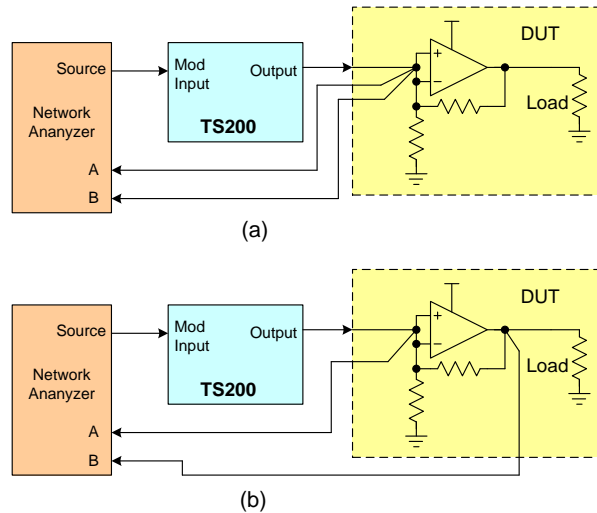 DUT
Source
Mod
Input
Output
+
−
Network
Ananyzer
TS200
Load
A
B
(a)
DUT
Source
Mod
Input
Output
+
−
Network
Ananyzer
TS200
Load
A
B
(b)